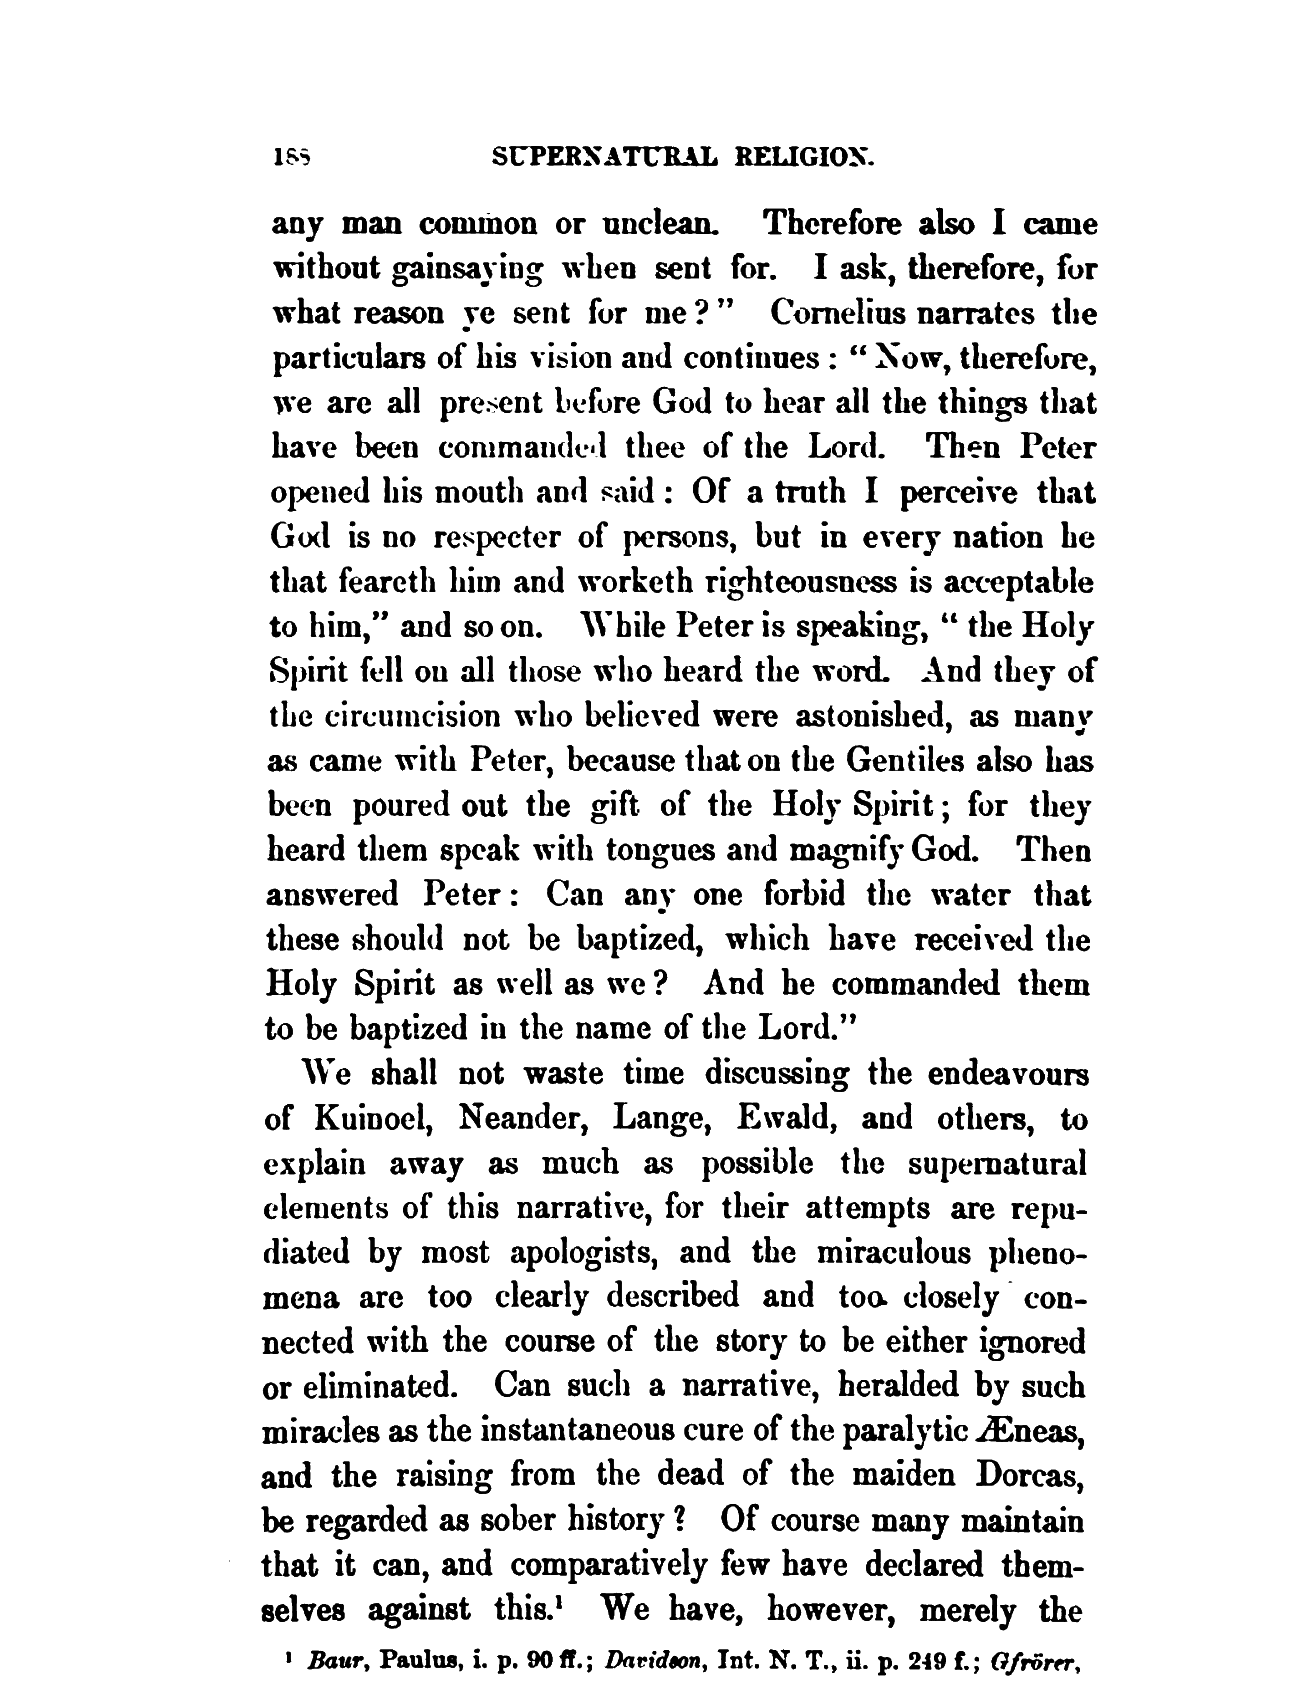 188 SUPERNATURAL RELIGION.
any man common or unclean. Therefore also I came
without gainsaying when sent for. I ask, therefore, for
what reason ye sent for me?" Cornelius narrates the
particulars of his vision and continues: "Now, therefore,
we are all present before God to hear all the things that
have been commanded thee of the Lord. Then Peter
opened his mouth and said: Of a truth I perceive that
God is no respecter of persons, but in every nation he
that feareth him and worketh righteousness is acceptable
to him," and so on. While Peter is speaking, "the Holy
Spirit fell on all those who heard the word. And they of
the circumcision who believed were astonished, as many
as came with Peter, because that on the Gentiles also has
been poured out the gift of the Holy Spirit; for they
heard them speak with tongues and magnify God. Then
answered Peter: Can any one forbid the water that
these should not be baptized, which have received the
Holy Spirit as well as we? And he commanded them
to be baptized in the name of the Lord."
We shall not waste time discussing the endeavours
of Kuinoel, Neander, Lange, Ewald, and others, to
explain away as much as possible the supernatural
elements of this narrative, for their attempts are repu-
diated by most apologists, and the miraculous pheno-
mena are too clearly described and too closely con-
nected with the course of the story to be either ignored
or eliminated. Can such a narrative, heralded by such
miracles as the instantaneous cure of the paralytic Æneas,
and the raising from the dead of the maiden Dorcas,
be regarded as sober history? Of course many maintain
that it can, and comparatively few have declared them-
selves against this.¹ We have, however, merely the
¹ Baur, Paulus, i. p. 90 ff.; Davidson, Int. N. T., ii. p. 249 f.; Gfrörer,